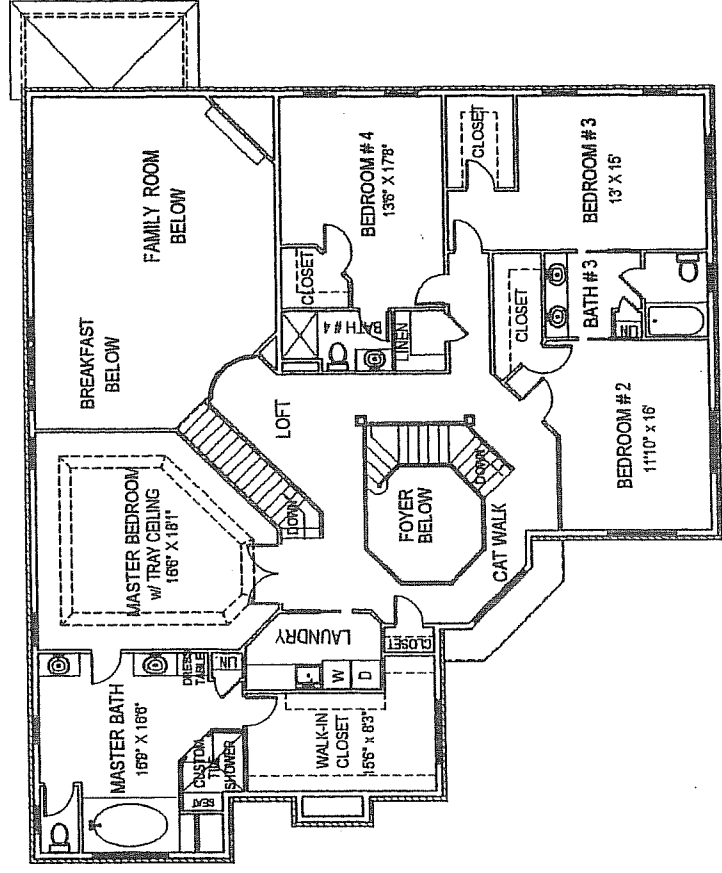 FAMILY ROOM
BELOW
BREAKFAST
BELOW
BEDROOM # 4
13'6" X 17'8"
CLOSET
BEDROOM # 3
13' X 15'
CLOSET
BATH # 4
LINEN
CLOSET
BATH # 3
LIN
BEDROOM # 2
11'10" x 16'
LOFT
DOWN
DOWN
FOYER
BELOW
CAT WALK
MASTER BEDROOM
w/ TRAY CEILING
16'6" X 18'1"
LAUNDRY
CLOSET
W
D
LIN.
DRESS
TABLE
MASTER BATH
16'9" X 16'6"
CUSTOM
TILE
SHOWER
SEAT
WALK-IN
CLOSET
15'6" x 8'3"